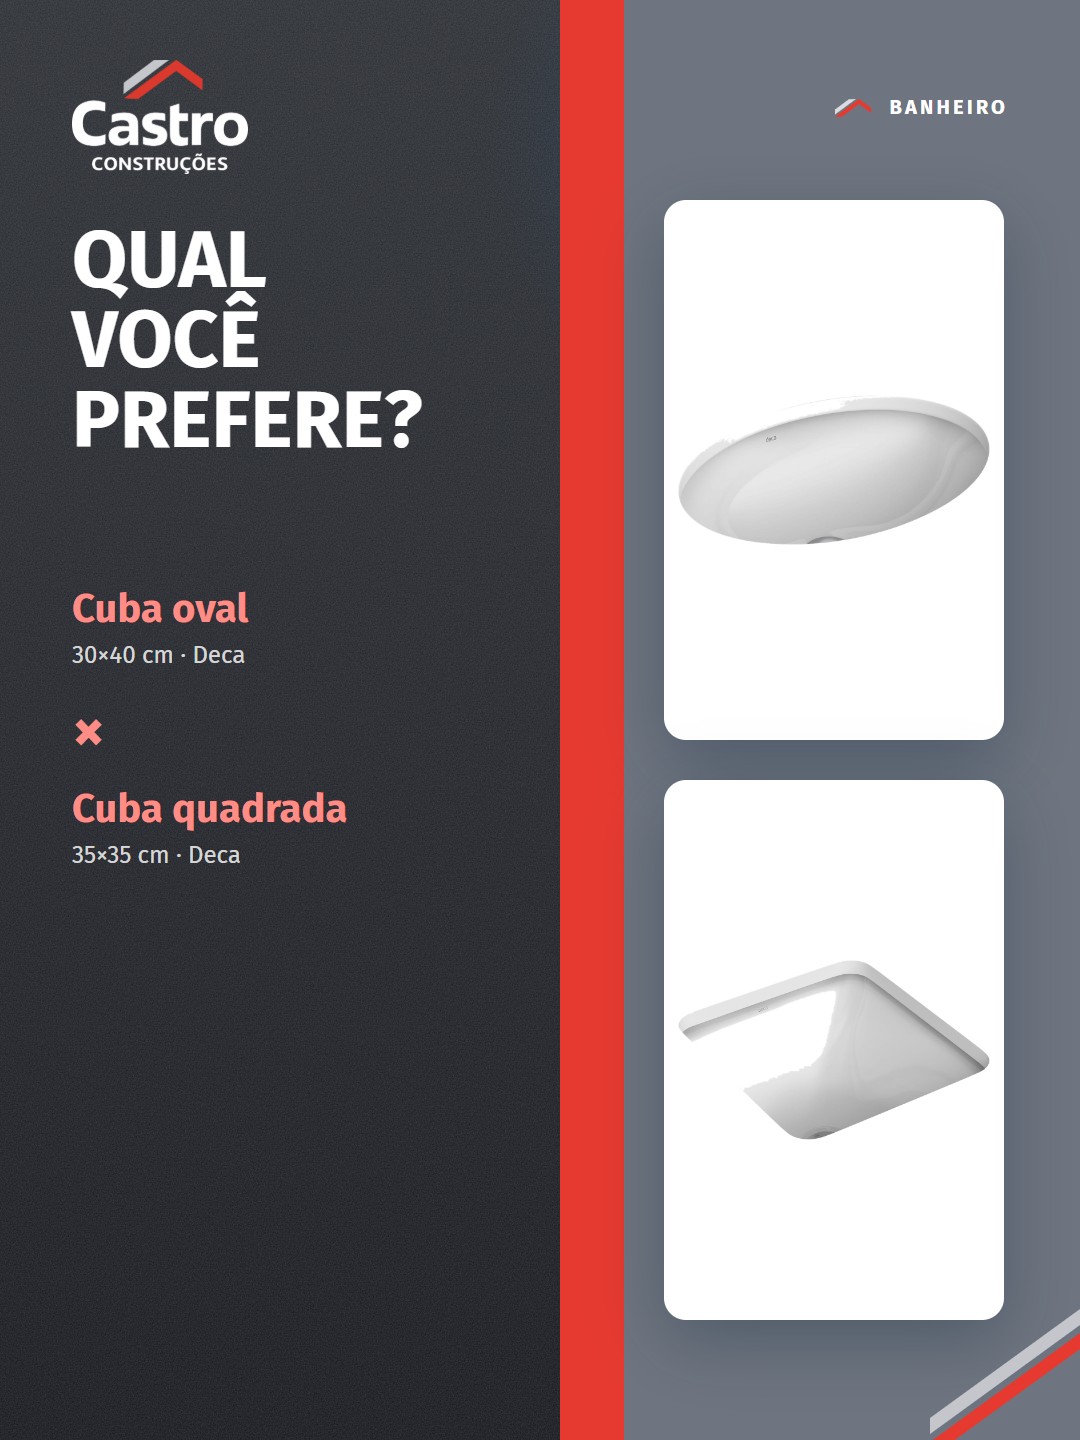 Castro
CONSTRUÇÕES
BANHEIRO
QUAL
VOCÊ
PREFERE?
Cuba oval
30×40 cm · Deca
×
Cuba quadrada
35×35 cm · Deca